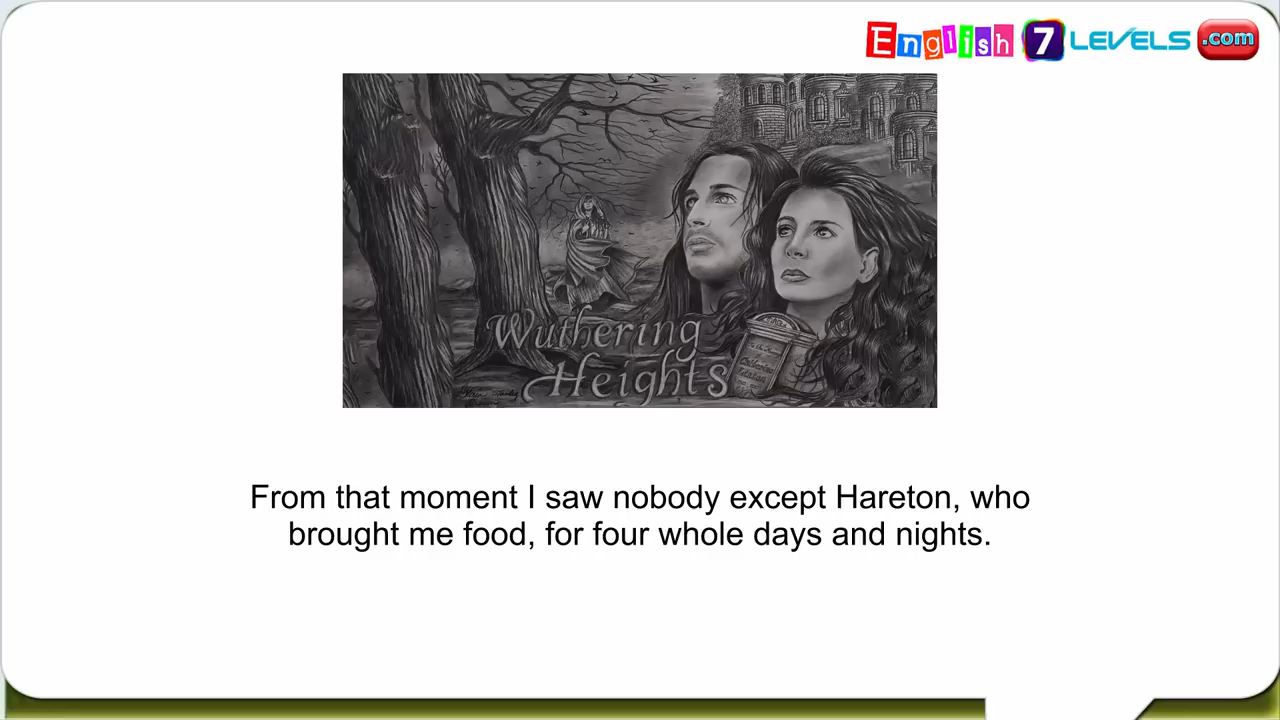 English 7 LEVELS .com
Wuthering
Heights
From that moment I saw nobody except Hareton, who
brought me food, for four whole days and nights.